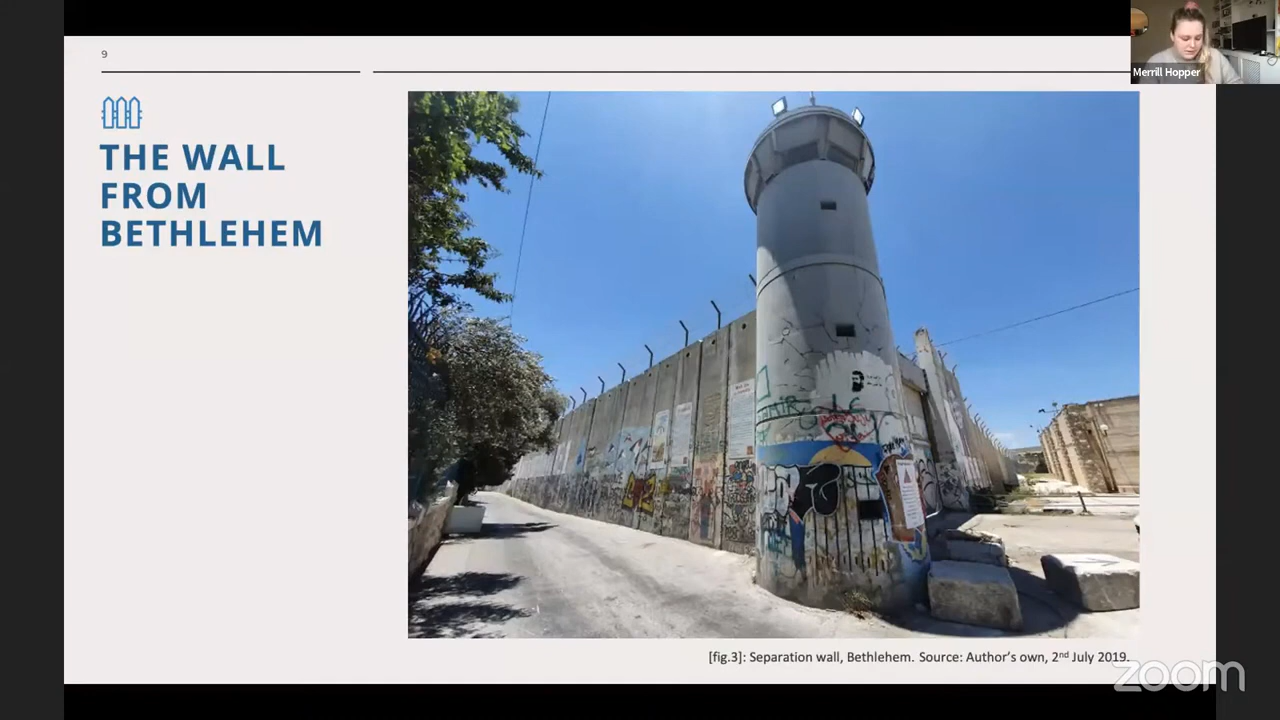 9
Merrill Hopper
THE WALL
FROM
BETHLEHEM
[fig.3]: Separation wall, Bethlehem. Source: Author's own, 2nd July 2019.
zoom